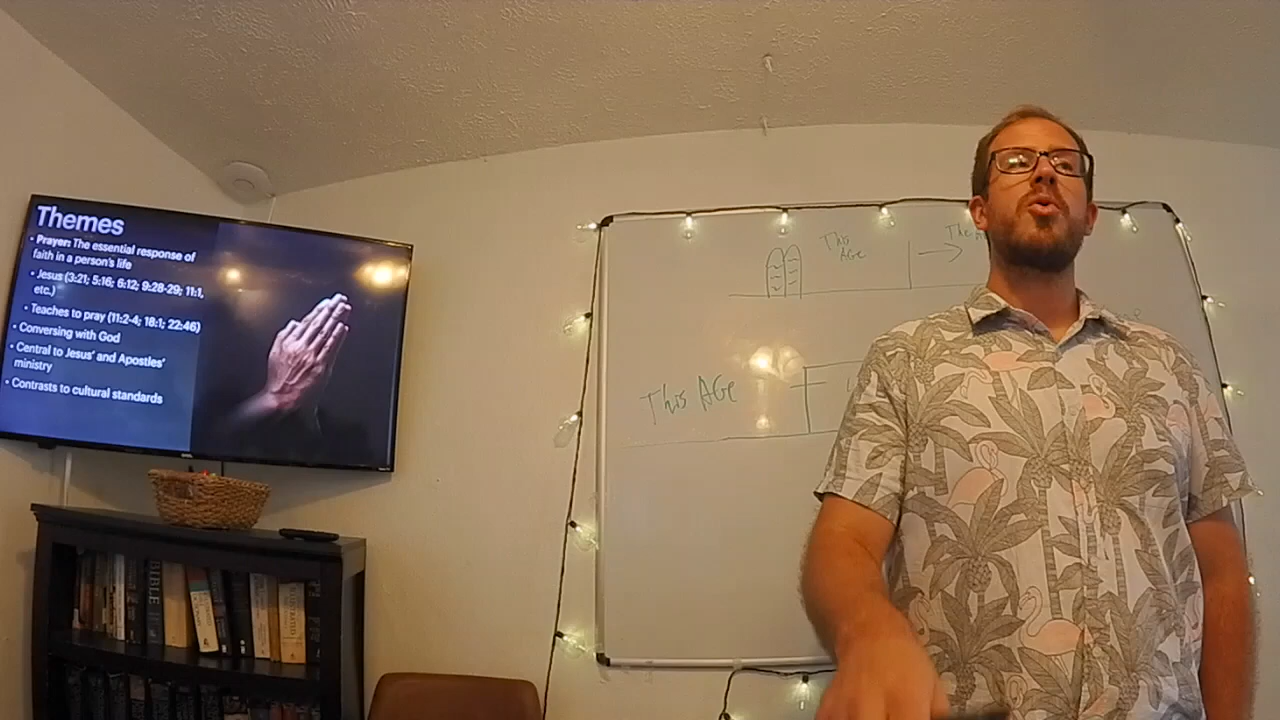 Themes
• Prayer: The essential response of
faith in a person's life
• Jesus (3:21; 5:16; 6:12; 9:28-29; 11:1,
etc.)
• Teaches to pray (11:2-4; 18:1; 22:46)
• Conversing with God
• Central to Jesus' and Apostles'
ministry
• Contrasts to cultural standards
This
AGE
The
This AGE
BIBLE